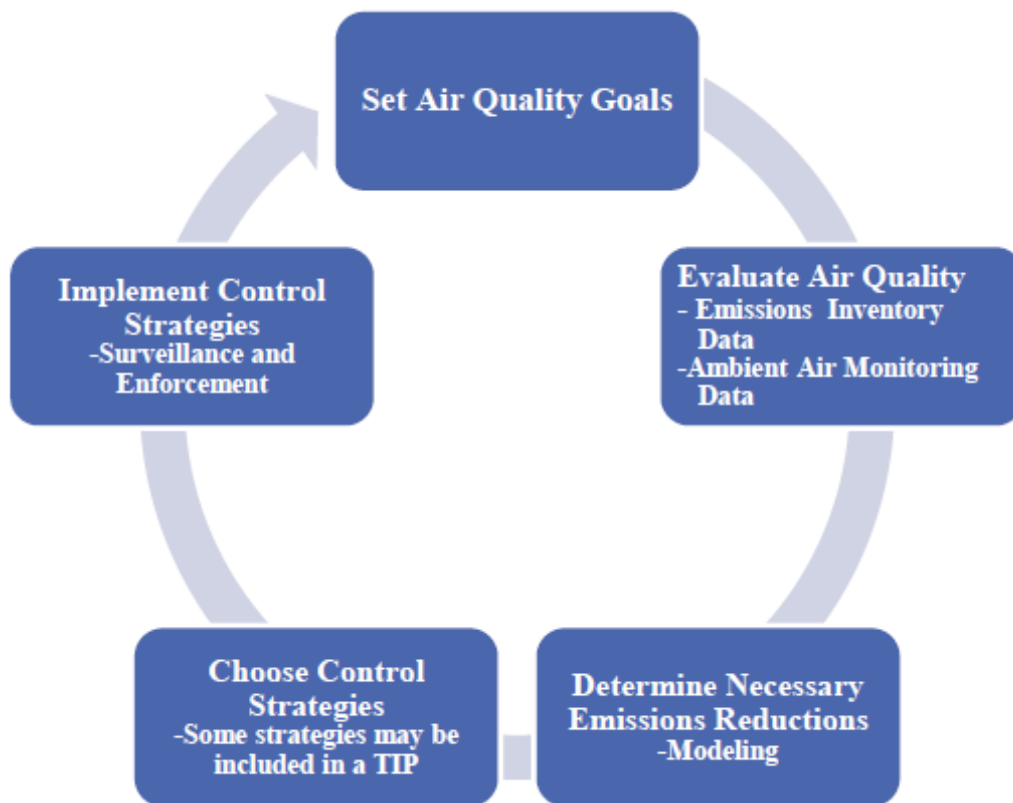 Set Air Quality Goals
Evaluate Air Quality
- Emissions Inventory
Data
-Ambient Air Monitoring
Data
Determine Necessary
Emissions Reductions
-Modeling
Choose Control
Strategies
-Some strategies may be
included in a TIP
Implement Control
Strategies
-Surveillance and
Enforcement